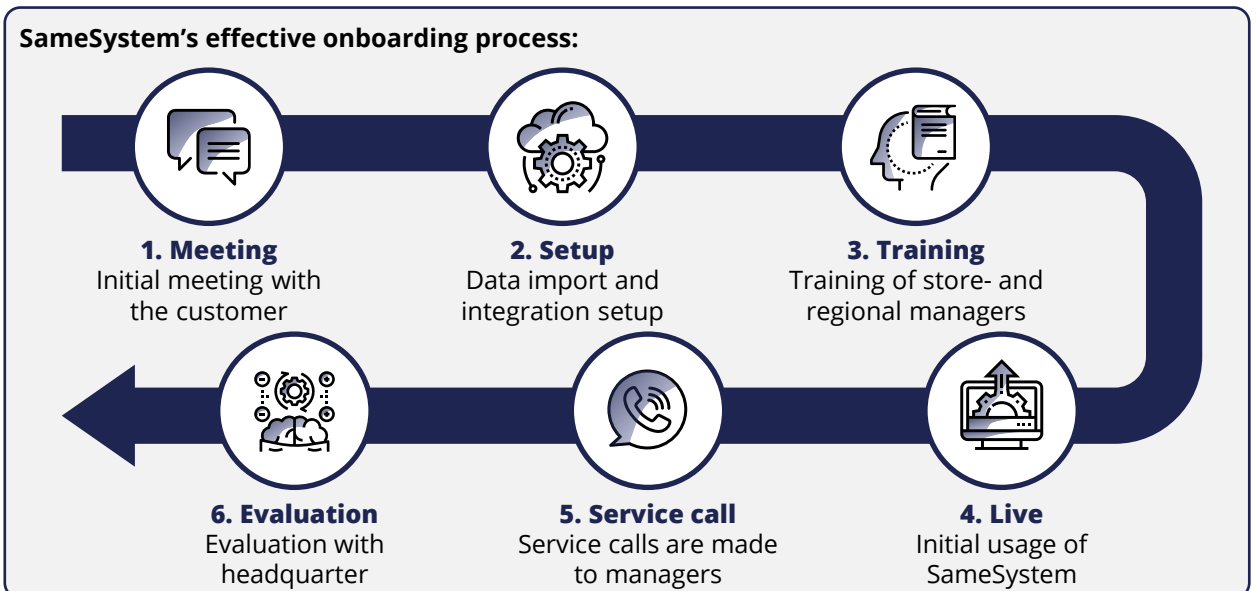 SameSystem’s effective onboarding process:
1. Meeting
Initial meeting with
the customer
2. Setup
Data import and
integration setup
3. Training
Training of store- and
regional managers
4. Live
Initial usage of
SameSystem
5. Service call
Service calls are made
to managers
6. Evaluation
Evaluation with
headquarter